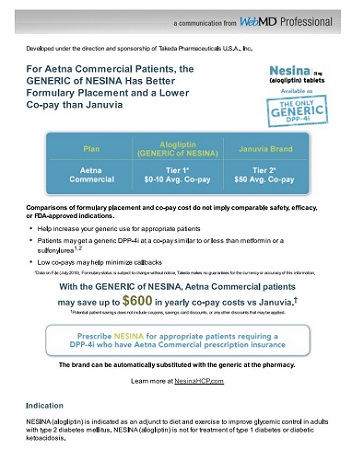 a communication from WebMD Professional
Developed under the direction and sponsorship of Takeda Pharmaceuticals U.S.A., Inc.
For Aetna Commercial Patients, the
GENERIC of NESINA Has Better
Formulary Placement and a Lower
Co-pay than Januvia
Nesina
(alogliptin) tablets
Available as
THE ONLY
GENERIC
DPP-4i
Plan
Alogliptin
(GENERIC of NESINA)
Januvia Brand
Aetna
Commercial
Tier 1*
$0-10 Avg. Co-pay
Tier 2*
$50 Avg. Co-pay
Comparisons of formulary placement and co-pay cost do not imply comparable safety, efficacy,
or FDA-approved indications.
• Help increase your generic use for appropriate patients
• Patients may get a generic DPP-4i at a co-pay similar to or less than metformin or a
sulfonylurea1,2
• Low co-pays may help minimize callbacks
*Data on File (July 2016). Formulary status is subject to change without notice, Takeda makes no guarantees for the currency or accuracy of this information.
With the GENERIC of NESINA, Aetna Commercial patients
may save up to $600 in yearly co-pay costs vs Januvia.†
†Potential patient savings does not include coupons, savings card discounts, or any other discounts that may be applied.
Prescribe NESINA for appropriate patients requiring a
DPP-4i who have Aetna Commercial prescription insurance
The brand can be automatically substituted with the generic at the pharmacy.
Learn more at NesinaHCP.com
Indication
NESINA (alogliptin) is indicated as an adjunct to diet and exercise to improve glycemic control in adults
with type 2 diabetes mellitus. NESINA (alogliptin) is not for treatment of type 1 diabetes or diabetic
ketoacidosis.